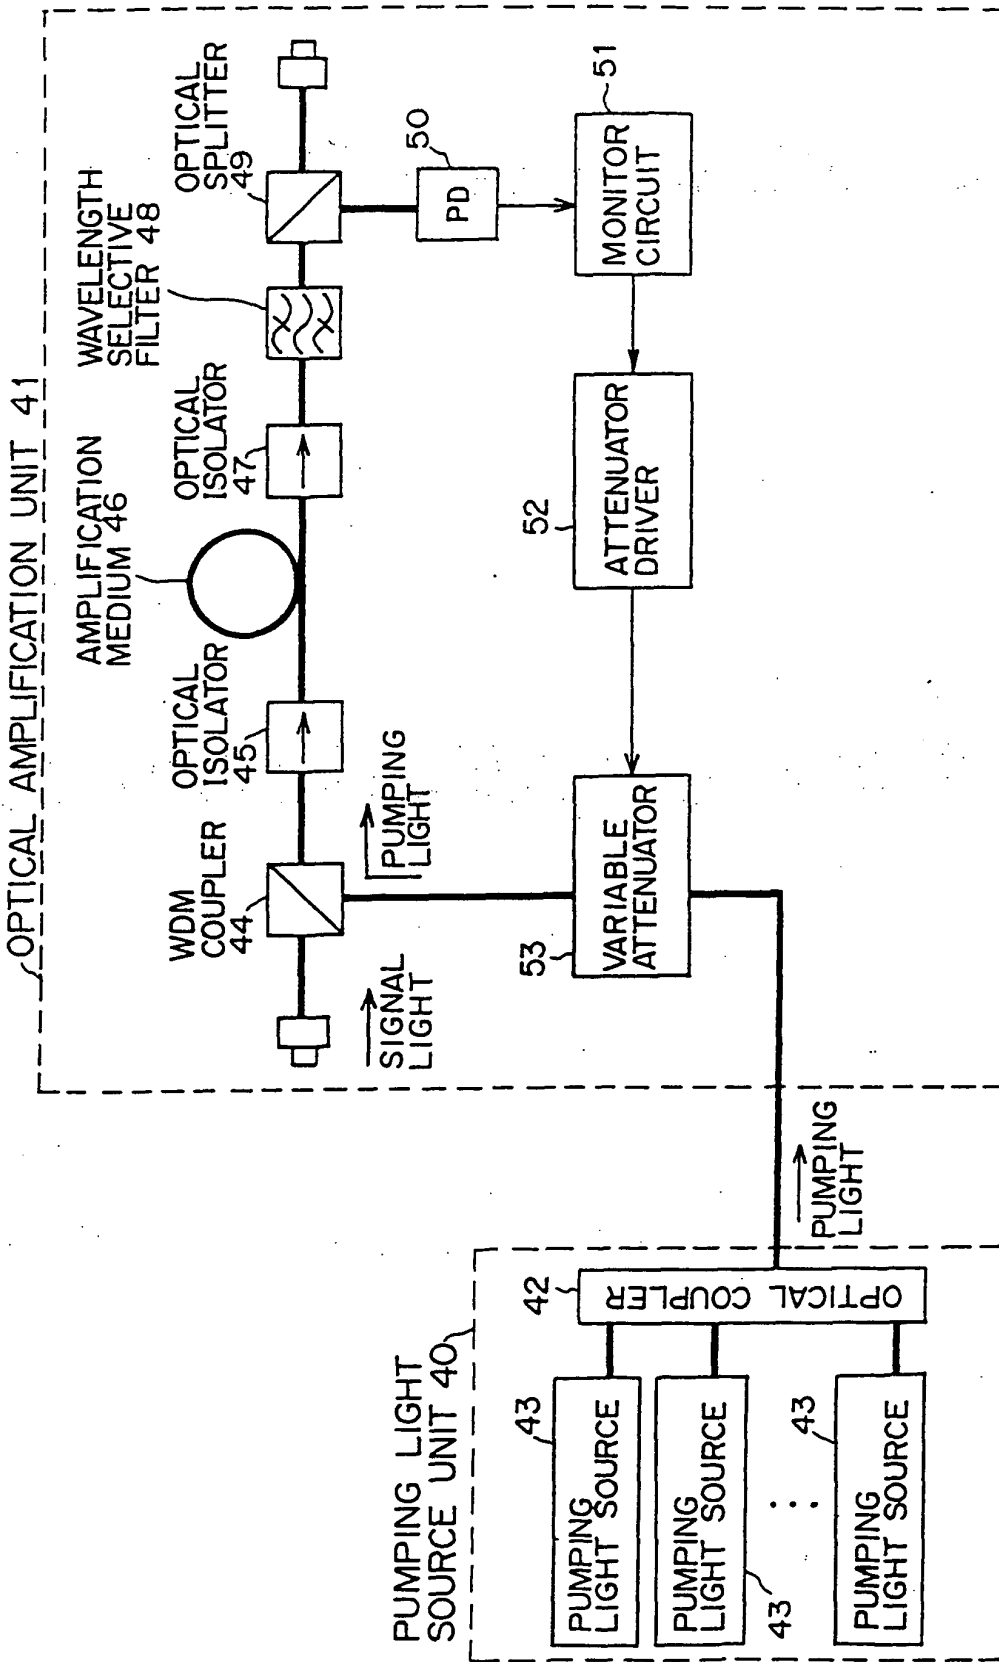 OPTICAL AMPLIFICATION UNIT 41
WDM
COUPLER
44
OPTICAL
ISOLATOR
45
AMPLIFICATION
MEDIUM 46
OPTICAL
ISOLATOR
47
WAVELENGTH
SELECTIVE
FILTER 48
OPTICAL
SPLITTER
49
SIGNAL
LIGHT
PUMPING
LIGHT
50
PD
51
MONITOR
CIRCUIT
52
ATTENUATOR
DRIVER
53
VARIABLE
ATTENUATOR
PUMPING LIGHT
SOURCE UNIT 40
42
OPTICAL COUPLER
PUMPING
LIGHT
43
PUMPING
LIGHT SOURCE
PUMPING
LIGHT SOURCE
43
...
43
PUMPING
LIGHT SOURCE